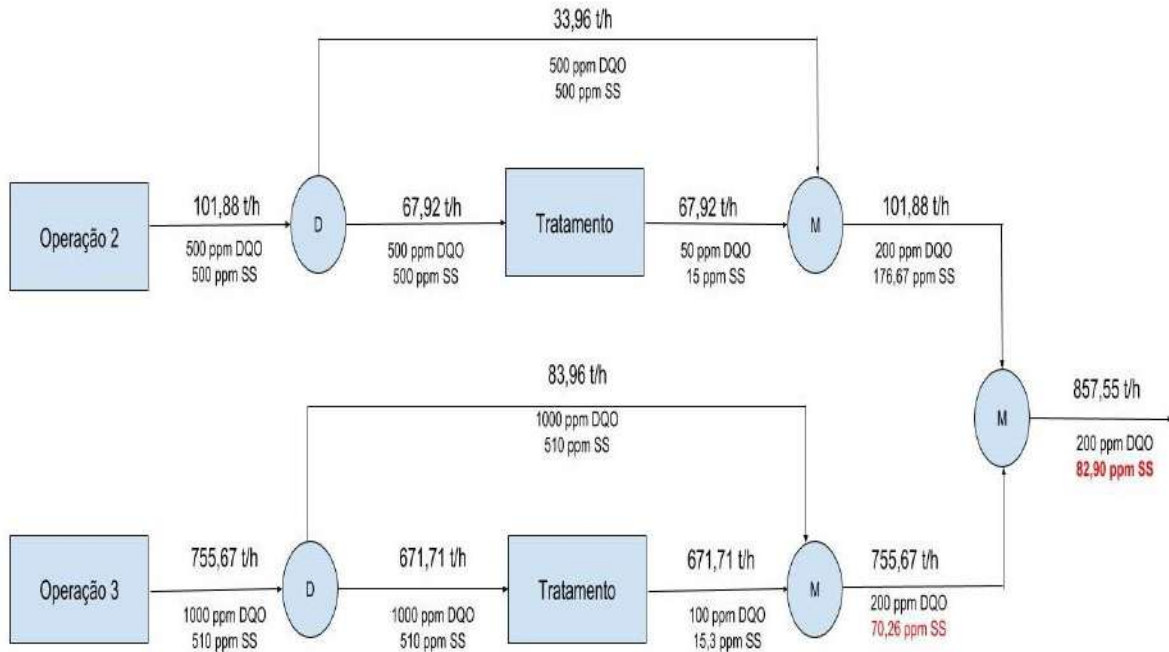 33,96 t/h
500 ppm DQO
500 ppm SS
Operação 2
101,88 t/h
500 ppm DQO
500 ppm SS
D
67,92 t/h
500 ppm DQO
500 ppm SS
Tratamento
67,92 t/h
50 ppm DQO
15 ppm SS
M
101,88 t/h
200 ppm DQO
176,67 ppm SS
M
857,55 t/h
200 ppm DQO
82,90 ppm SS
83,96 t/h
1000 ppm DQO
510 ppm SS
Operação 3
755,67 t/h
1000 ppm DQO
510 ppm SS
D
671,71 t/h
1000 ppm DQO
510 ppm SS
Tratamento
671,71 t/h
100 ppm DQO
15,3 ppm SS
M
755,67 t/h
200 ppm DQO
70,26 ppm SS